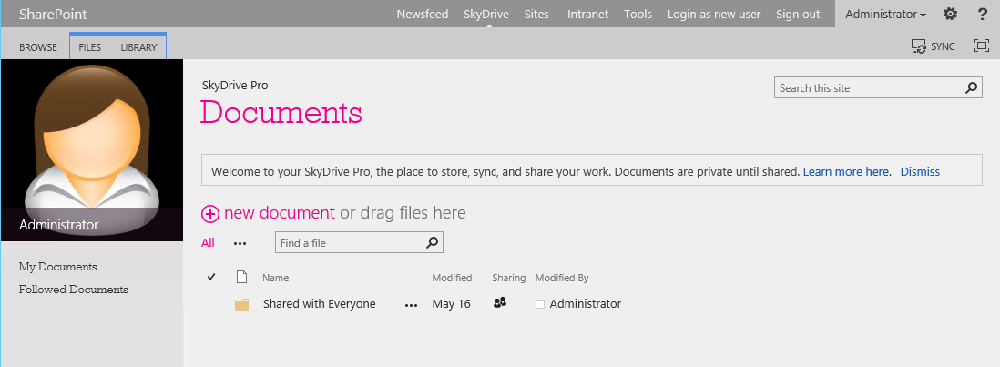 SharePoint Newsfeed SkyDrive Sites Intranet Tools Login as new user Sign out Administrator ?
BROWSE FILES LIBRARY SYNC
SkyDrive Pro
Search this site
Documents
Welcome to your SkyDrive Pro, the place to store, sync, and share your work. Documents are private until shared. Learn more here. Dismiss
new document or drag files here
Administrator
All ... Find a file
My Documents
Followed Documents
Name Modified Sharing Modified By
Shared with Everyone ... May 16 Administrator